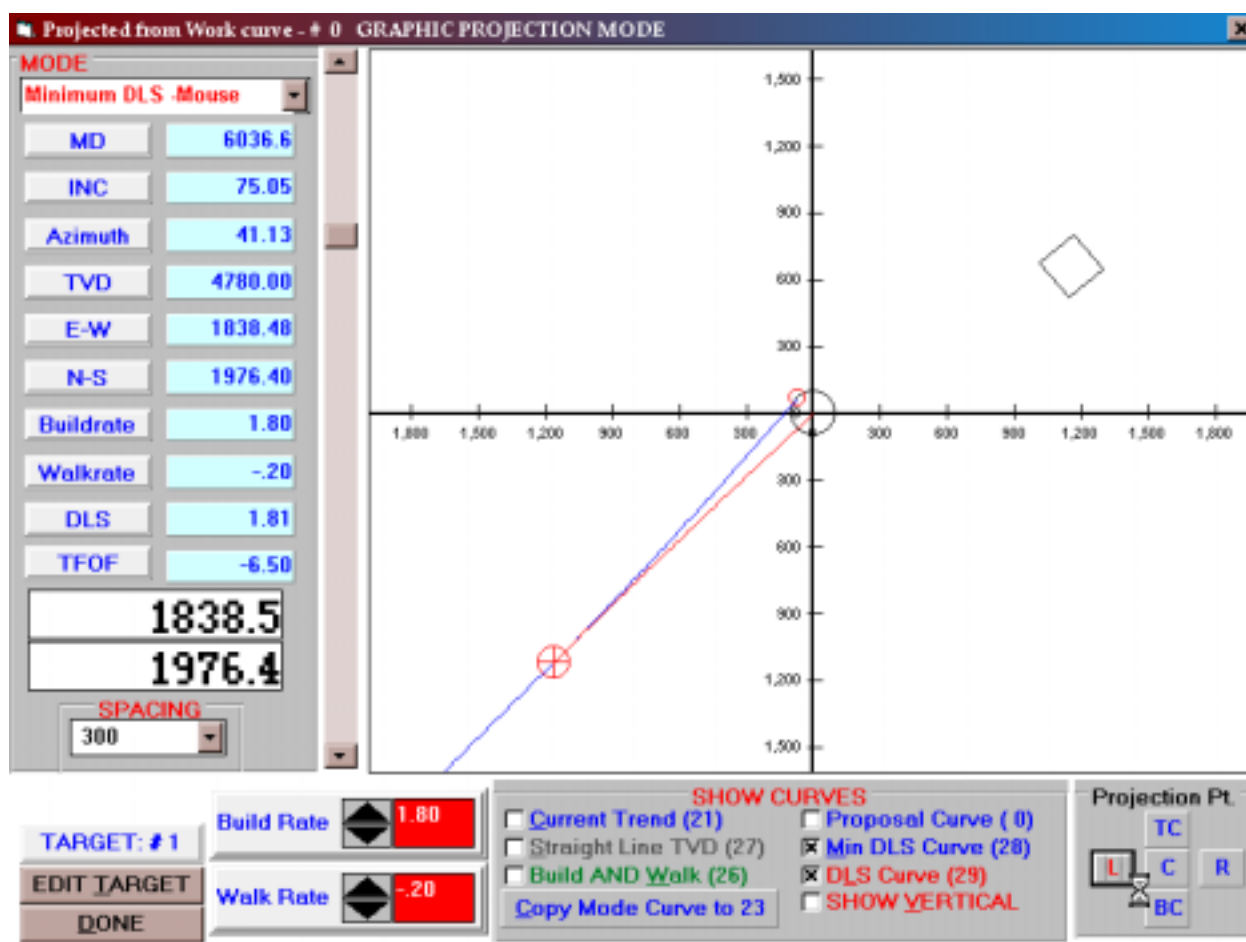 Projected from Work curve - # 0 GRAPHIC PROJECTION MODE
MODE
Minimum DLS -Mouse
MD 6036.6
INC 75.05
Azimuth 41.13
TVD 4780.00
E-W 1838.48
N-S 1976.40
Buildrate 1.80
Walkrate -.20
DLS 1.81
TFOF -6.50
1838.5
1976.4
SPACING
300
1,500
1,200
900
600
300
1,800 1,500 1,200 900 600 300 300 600 900 1,200 1,500 1,800
300
600
900
1,200
1,500
TARGET: # 1
EDIT TARGET
DONE
Build Rate 1.80
Walk Rate -.20
SHOW CURVES
Current Trend (21) Proposal Curve ( 0)
Straight Line TVD (27) Min DLS Curve (28)
Build AND Walk (26) DLS Curve (29)
Copy Mode Curve to 23 SHOW VERTICAL
Projection Pt.
TC
L C R
BC